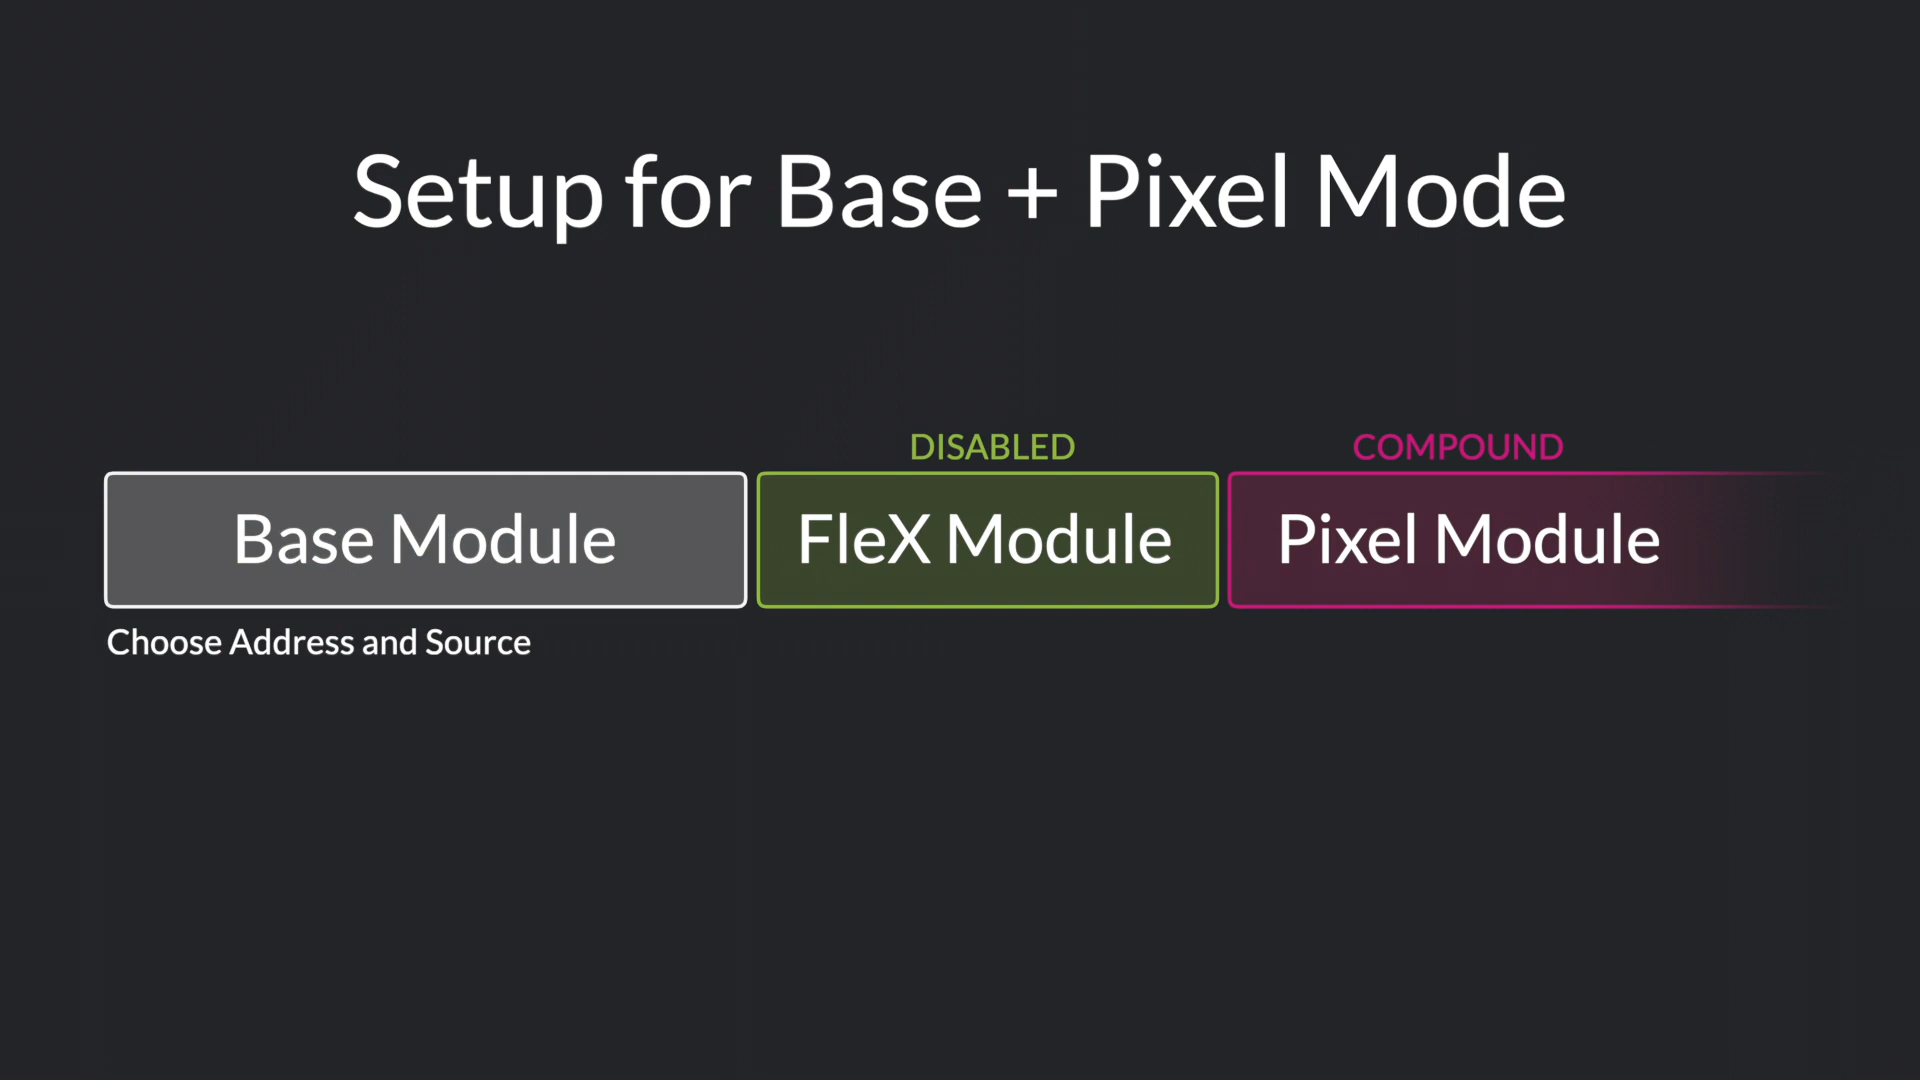 Setup for Base + Pixel Mode
DISABLED
COMPOUND
Base Module
FleX Module
Pixel Module
Choose Address and Source